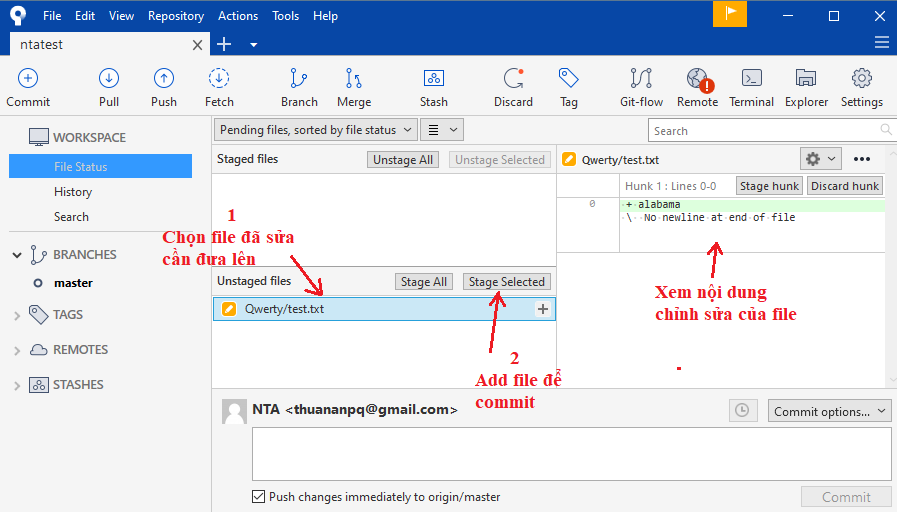 File Edit View Repository Actions Tools Help
ntatest
Commit Pull Push Fetch Branch Merge Stash Discard Tag Git-flow Remote Terminal Explorer Settings
WORKSPACE
File Status
History
Search
BRANCHES
master
TAGS
REMOTES
STASHES
Pending files, sorted by file status
Search
Staged files Unstage All Unstage Selected
1
Chọn file đã sửa
cần đưa lên
Unstaged files Stage All Stage Selected
Qwerty/test.txt
2
Add file để
commit
Qwerty/test.txt
Hunk 1 : Lines 0-0 Stage hunk Discard hunk
0 + alabama
\ No newline at end of file
Xem nội dung
chỉnh sửa của file
NTA <thuananpq@gmail.com>
Commit options...
Push changes immediately to origin/master
Commit